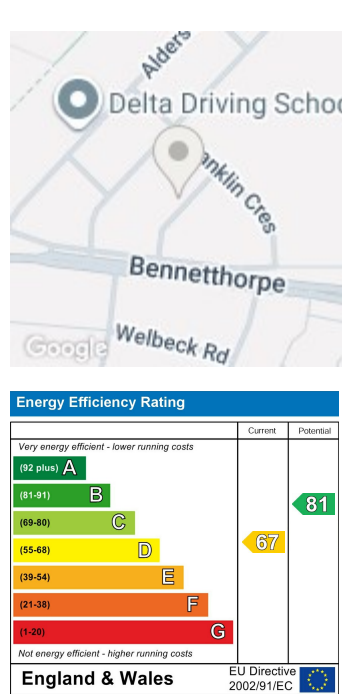 Alders
Delta Driving Schoo
anklin Cres
Bennetthorpe
Welbeck Rd
Google
Energy Efficiency Rating
Current Potential
Very energy efficient - lower running costs
(92 plus) A
(81-91) B
81
(69-80) C
(55-68) D
67
(39-54) E
(21-38) F
(1-20) G
Not energy efficient - higher running costs
England & Wales
EU Directive
2002/91/EC